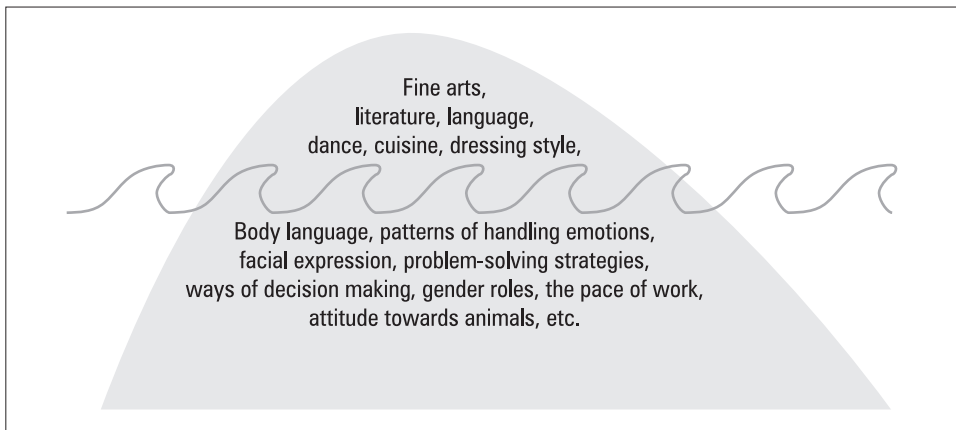 Fine arts,
literature, language,
dance, cuisine, dressing style,
Body language, patterns of handling emotions,
facial expression, problem-solving strategies,
ways of decision making, gender roles, the pace of work,
attitude towards animals, etc.